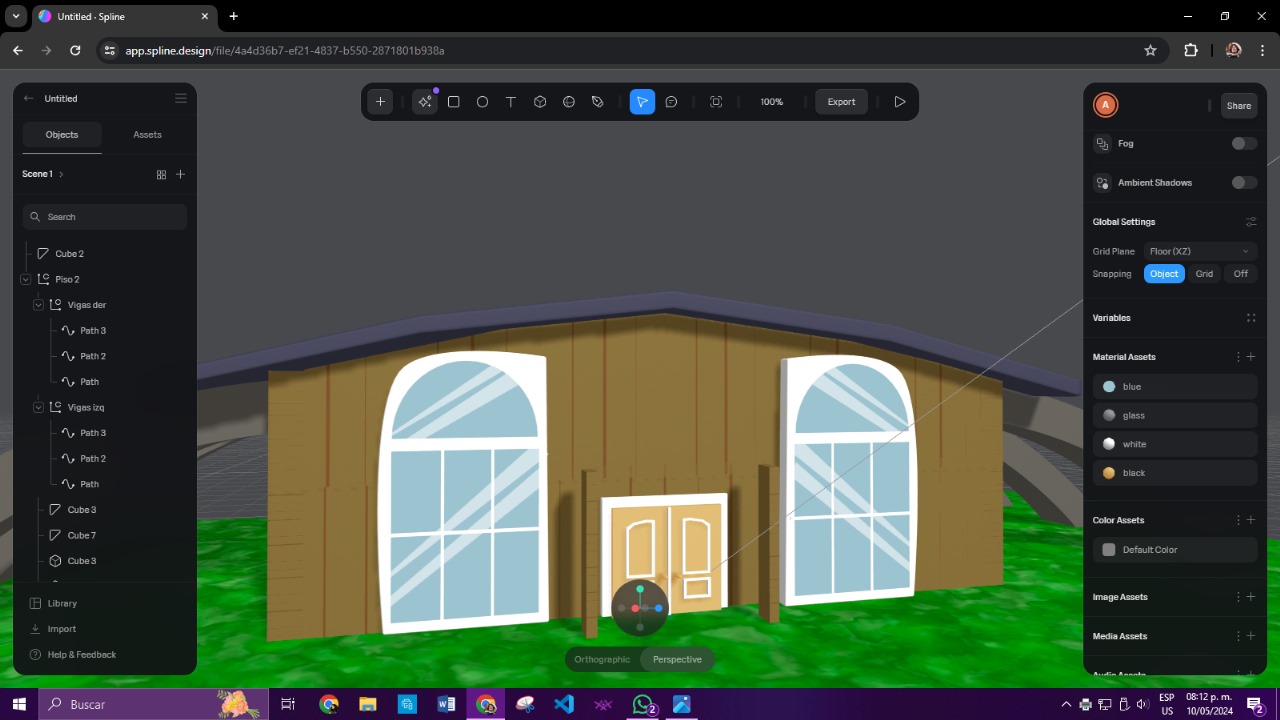 Untitled - Spline
app.spline.design/file/4a4d36b7-ef21-4837-b550-2871801b938a
Untitled
100%
Export
A
Share
Objects
Assets
Scene 1
Search
Cube 2
Piso 2
Vigas der
Path 3
Path 2
Path
Vigas izq
Path 3
Path 2
Path
Cube 3
Cube 7
Cube 3
Library
Import
Help & Feedback
Fog
Ambient Shadows
Global Settings
Grid Plane Floor (XZ)
Snapping Object Grid Off
Variables
Material Assets
blue
glass
white
black
Color Assets
Default Color
Image Assets
Media Assets
Orthographic Perspective
Buscar
2
ESP
US
08:12 p. m.
10/05/2024
2